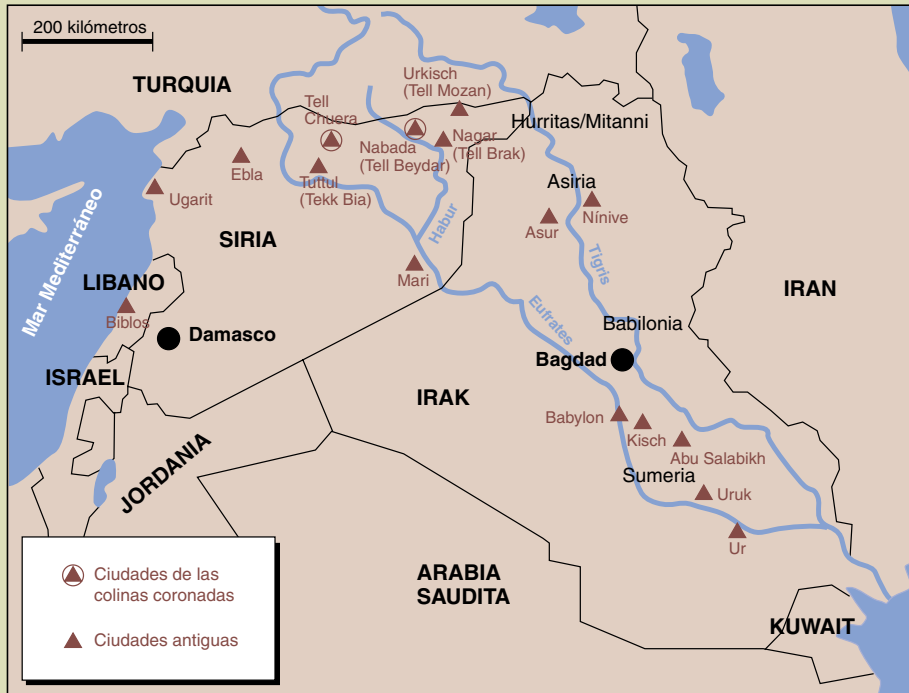 200 kilómetros
TURQUIA
Urkisch
(Tell Mozan)
Tell
Chuera
Hurritas/Mitanni
Nabada
(Tell Beydar)
Nagar
(Tell Brak)
Ebla
Tuttul
(Tekk Bia)
Ugarit
Asiria
Nínive
Asur
SIRIA
Habur
Mari
Tigris
Mar Mediterráneo
LIBANO
Biblos
IRAN
Eufrates
Damasco
Babilonia
Bagdad
ISRAEL
IRAK
Babylon
Kisch
Abu Salabikh
JORDANIA
Sumeria
Uruk
Ur
Ciudades de las
colinas coronadas
Ciudades antiguas
ARABIA
SAUDITA
KUWAIT